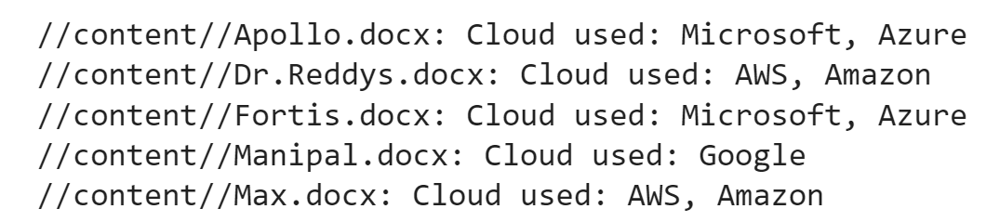 //content//Apollo.docx: Cloud used: Microsoft, Azure
//content//Dr.Reddys.docx: Cloud used: AWS, Amazon
//content//Fortis.docx: Cloud used: Microsoft, Azure
//content//Manipal.docx: Cloud used: Google
//content//Max.docx: Cloud used: AWS, Amazon